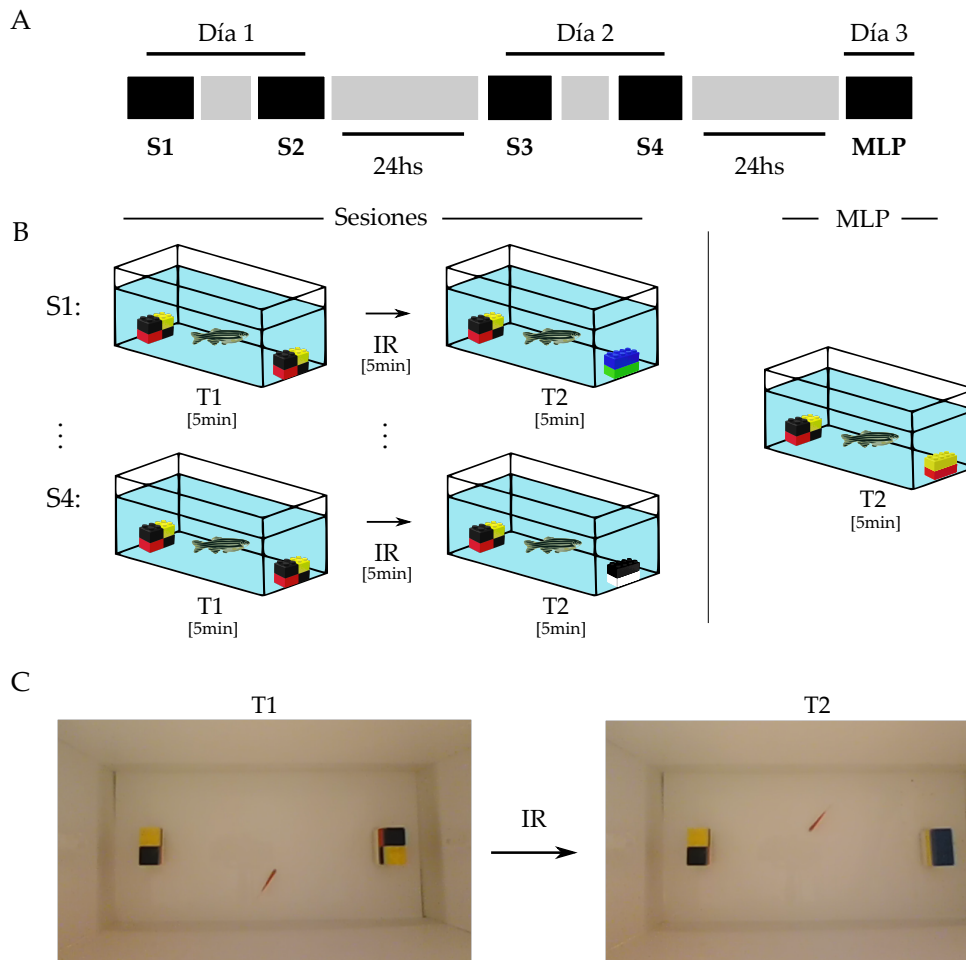 A
Día 1
Día 2
Día 3
S1
S2
S3
S4
MLP
24hs
24hs
B
Sesiones
MLP
S1:
IR
[5min]
T1
[5min]
T2
[5min]
S4:
IR
[5min]
T1
[5min]
T2
[5min]
T2
[5min]
C
T1
T2
IR